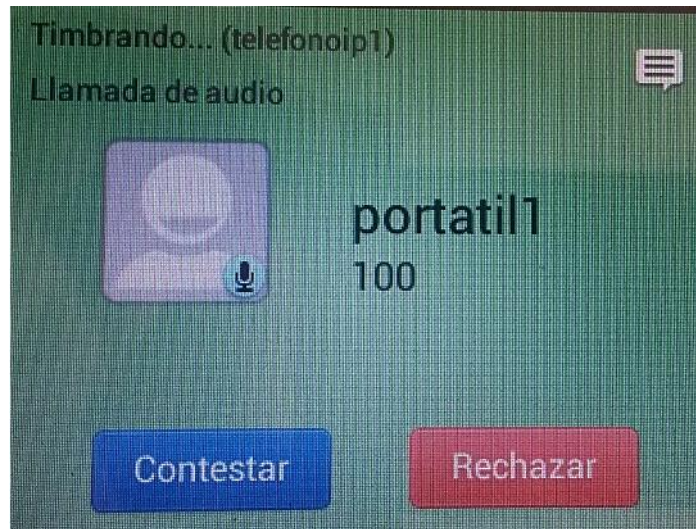 Timbrando... (telefonoip1)
Llamada de audio
portatil1
100
Contestar
Rechazar